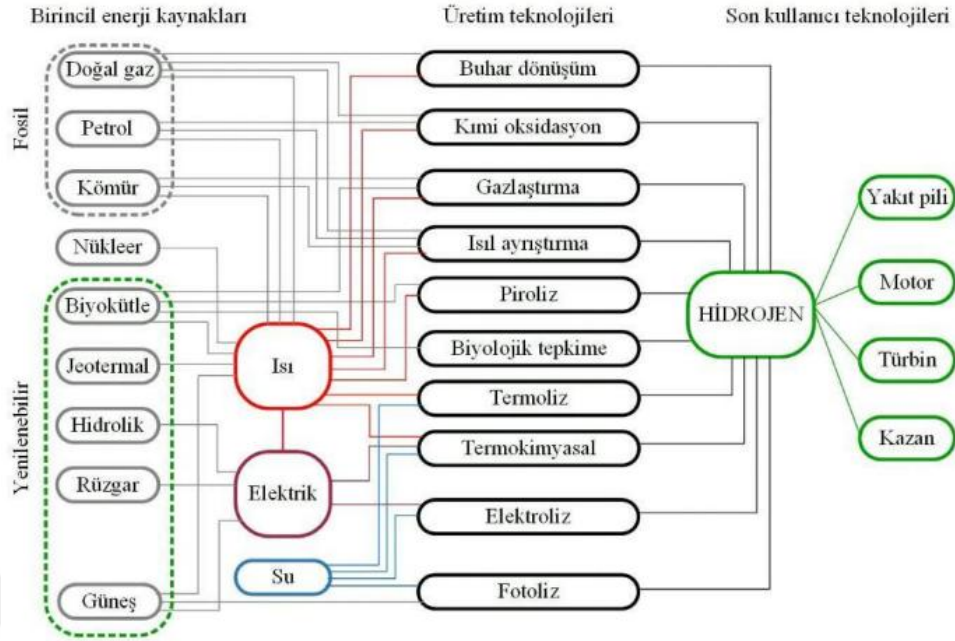 Birincil enerji kaynakları
Üretim teknolojileri
Son kullanıcı teknolojileri
Fosil
Doğal gaz
Petrol
Kömür
Nükleer
Yenilenebilir
Biyokütle
Jeotermal
Hidrolik
Rüzgar
Güneş
Isı
Elektrik
Su
Buhar dönüşüm
Kımi oksidasyon
Gazlaştırma
Isıl ayrıştırma
Piroliz
Biyolojik tepkime
Termoliz
Termokimyasal
Elektroliz
Fotoliz
HİDROJEN
Yakıt pili
Motor
Türbin
Kazan